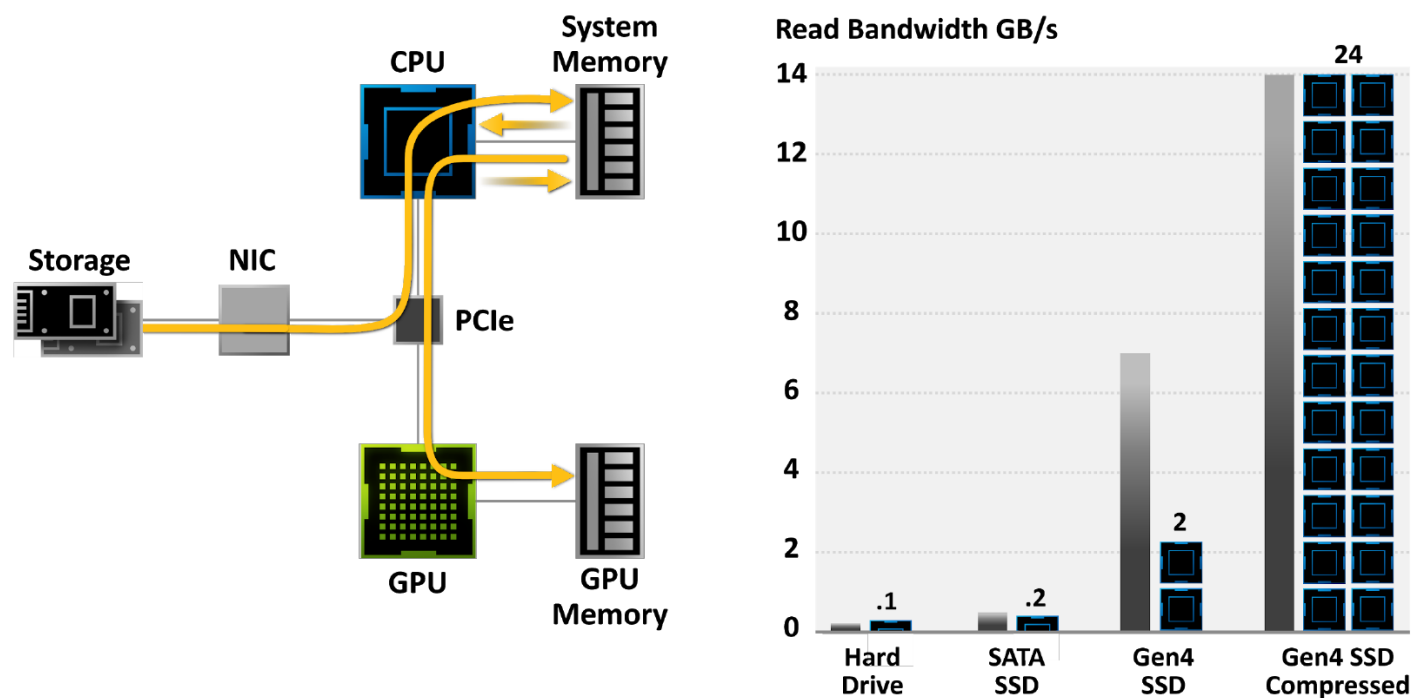 System
Memory
CPU
Storage
NIC
PCIe
GPU
GPU
Memory
Read Bandwidth GB/s
24
14
12
10
8
6
4
2
2
0
.1
.2
Hard
Drive
SATA
SSD
Gen4
SSD
Gen4 SSD
Compressed